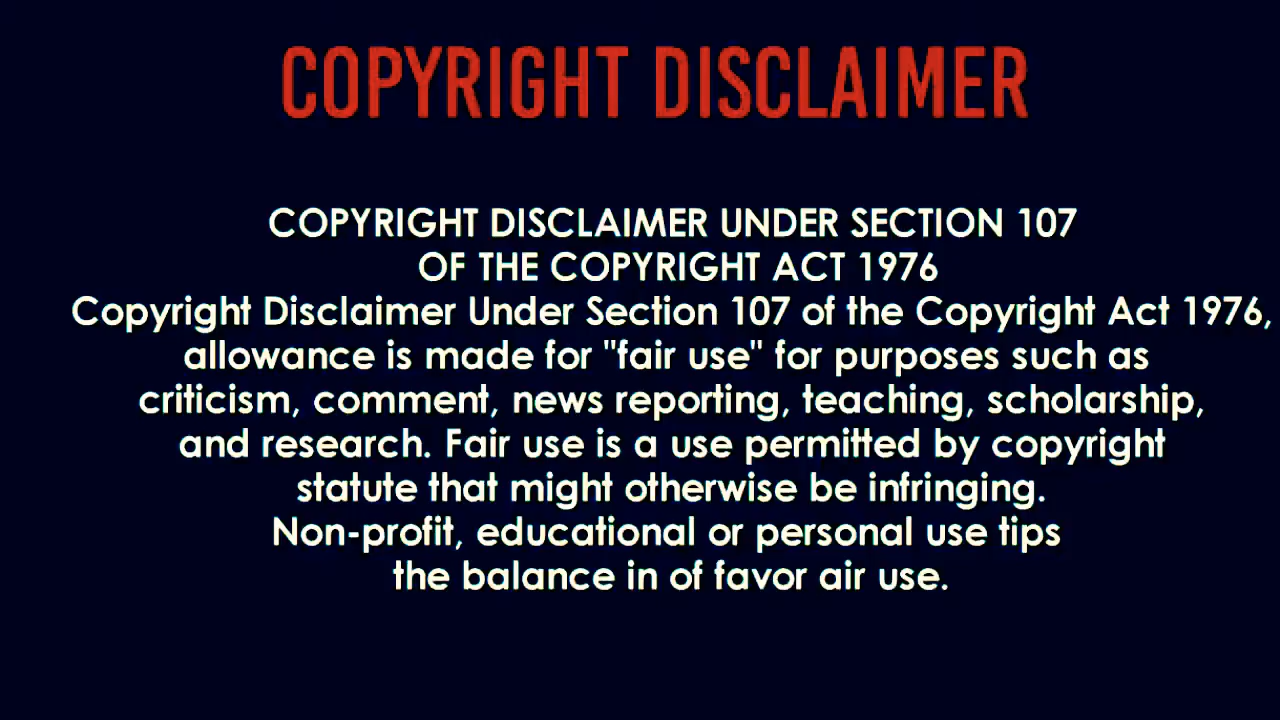 COPYRIGHT DISCLAIMER
COPYRIGHT DISCLAIMER UNDER SECTION 107
OF THE COPYRIGHT ACT 1976
Copyright Disclaimer Under Section 107 of the Copyright Act 1976,
allowance is made for "fair use" for purposes such as
criticism, comment, news reporting, teaching, scholarship,
and research. Fair use is a use permitted by copyright
statute that might otherwise be infringing.
Non-profit, educational or personal use tips
the balance in of favor air use.